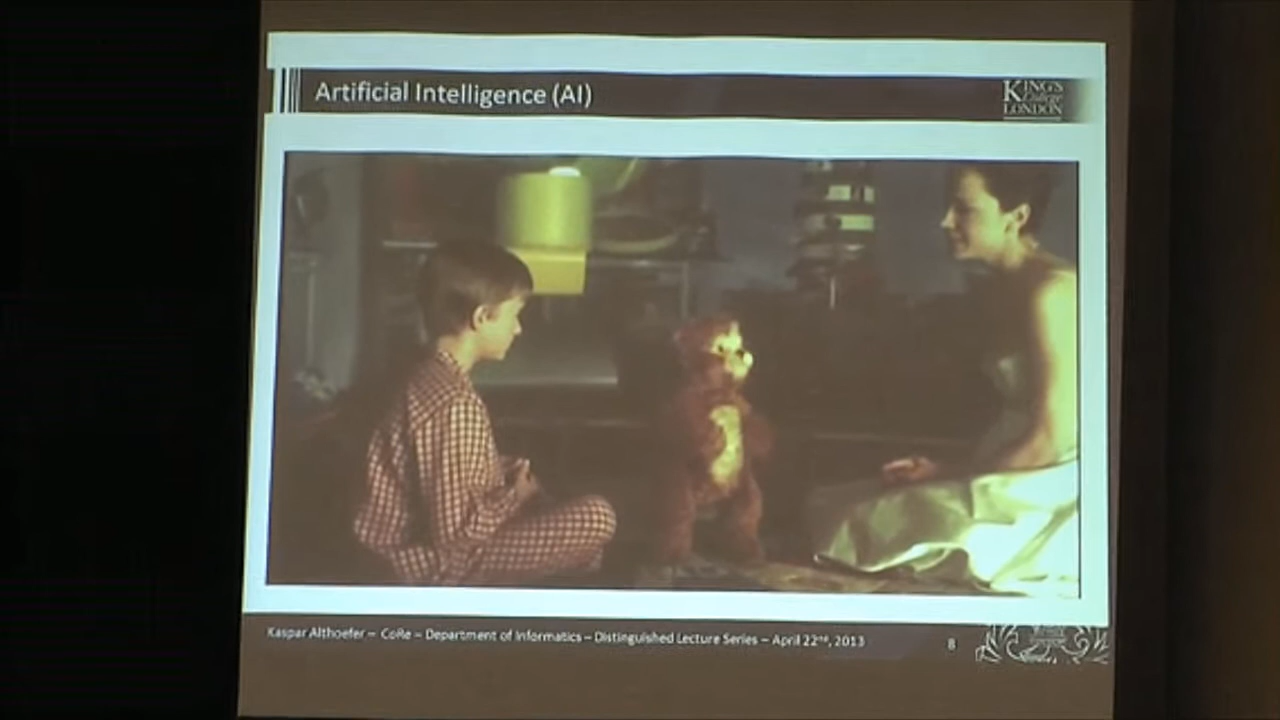 Artificial Intelligence (AI)
KING'S
College
LONDON
Kaspar Althoefer – CoRe – Department of Informatics – Distinguished Lecture Series – April 22ⁿᵈ, 2013
8